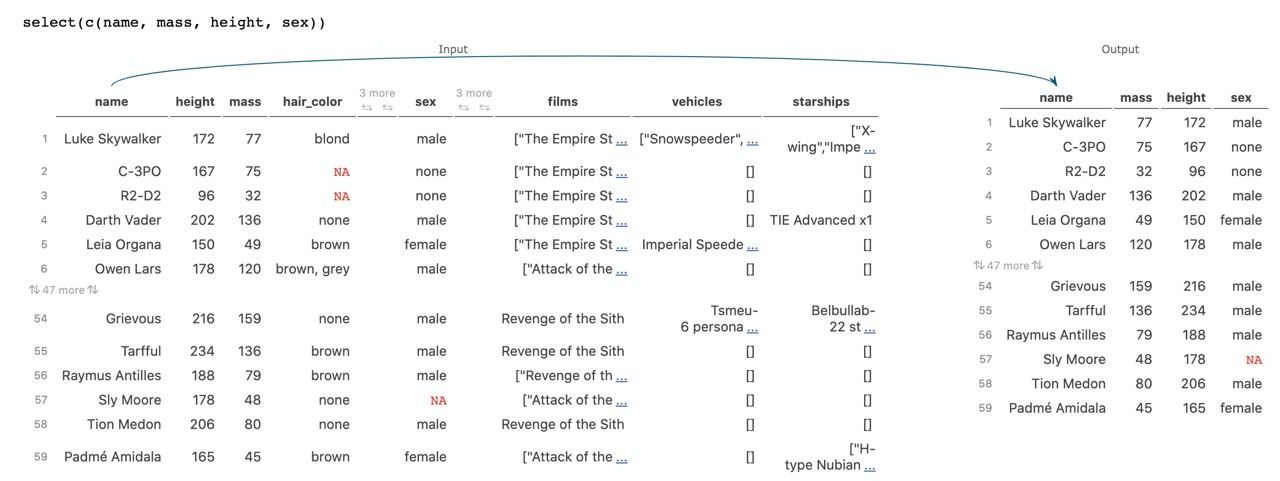 select(c(name, mass, height, sex))
Input Output
name height mass hair_color 3 more sex 3 more films vehicles starships
1 Luke Skywalker 172 77 blond male ["The Empire St ... ["Snowspeeder", ... ["X-
wing","Impe ...
2 C-3PO 167 75 NA none ["The Empire St ... [] []
3 R2-D2 96 32 NA none ["The Empire St ... [] []
4 Darth Vader 202 136 none male ["The Empire St ... [] TIE Advanced x1
5 Leia Organa 150 49 brown female ["The Empire St ... Imperial Speede ... []
6 Owen Lars 178 120 brown, grey male ["Attack of the ... [] []
⇅ 47 more ⇅
54 Grievous 216 159 none male Revenge of the Sith Tsmeu-
6 persona ... Belbullab-
22 st ...
55 Tarfful 234 136 brown male Revenge of the Sith [] []
56 Raymus Antilles 188 79 brown male ["Revenge of th ... [] []
57 Sly Moore 178 48 none NA ["Attack of the ... [] []
58 Tion Medon 206 80 none male Revenge of the Sith [] []
59 Padmé Amidala 165 45 brown female ["Attack of the ... [] ["H-
type Nubian ...
name mass height sex
1 Luke Skywalker 77 172 male
2 C-3PO 75 167 none
3 R2-D2 32 96 none
4 Darth Vader 136 202 male
5 Leia Organa 49 150 female
6 Owen Lars 120 178 male
⇅ 47 more ⇅
54 Grievous 159 216 male
55 Tarfful 136 234 male
56 Raymus Antilles 79 188 male
57 Sly Moore 48 178 NA
58 Tion Medon 80 206 male
59 Padmé Amidala 45 165 female